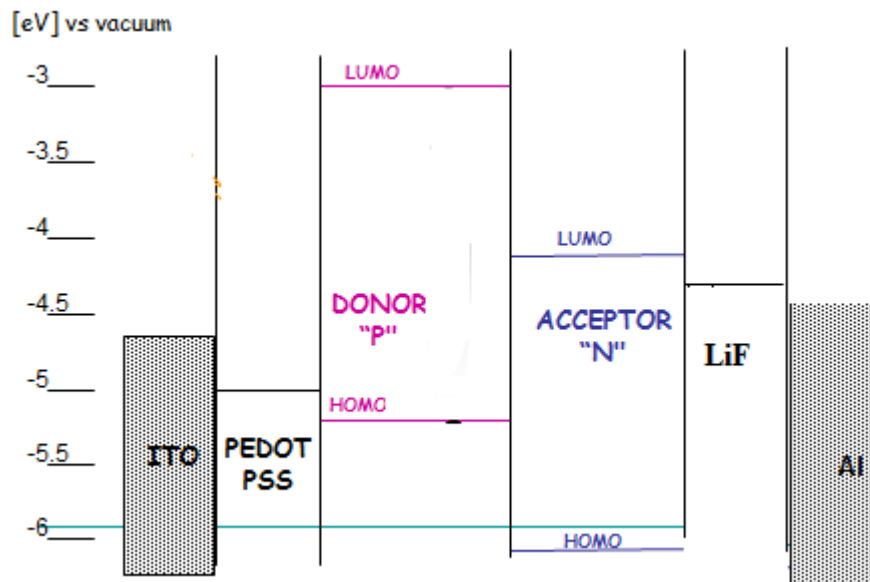 [eV] vs vacuum
-3
-3.5
-4
-4.5
-5
-5.5
-6
ITO
PEDOT
PSS
LUMO
DONOR
"P"
HOMO
LUMO
ACCEPTOR
"N"
HOMO
LiF
Al